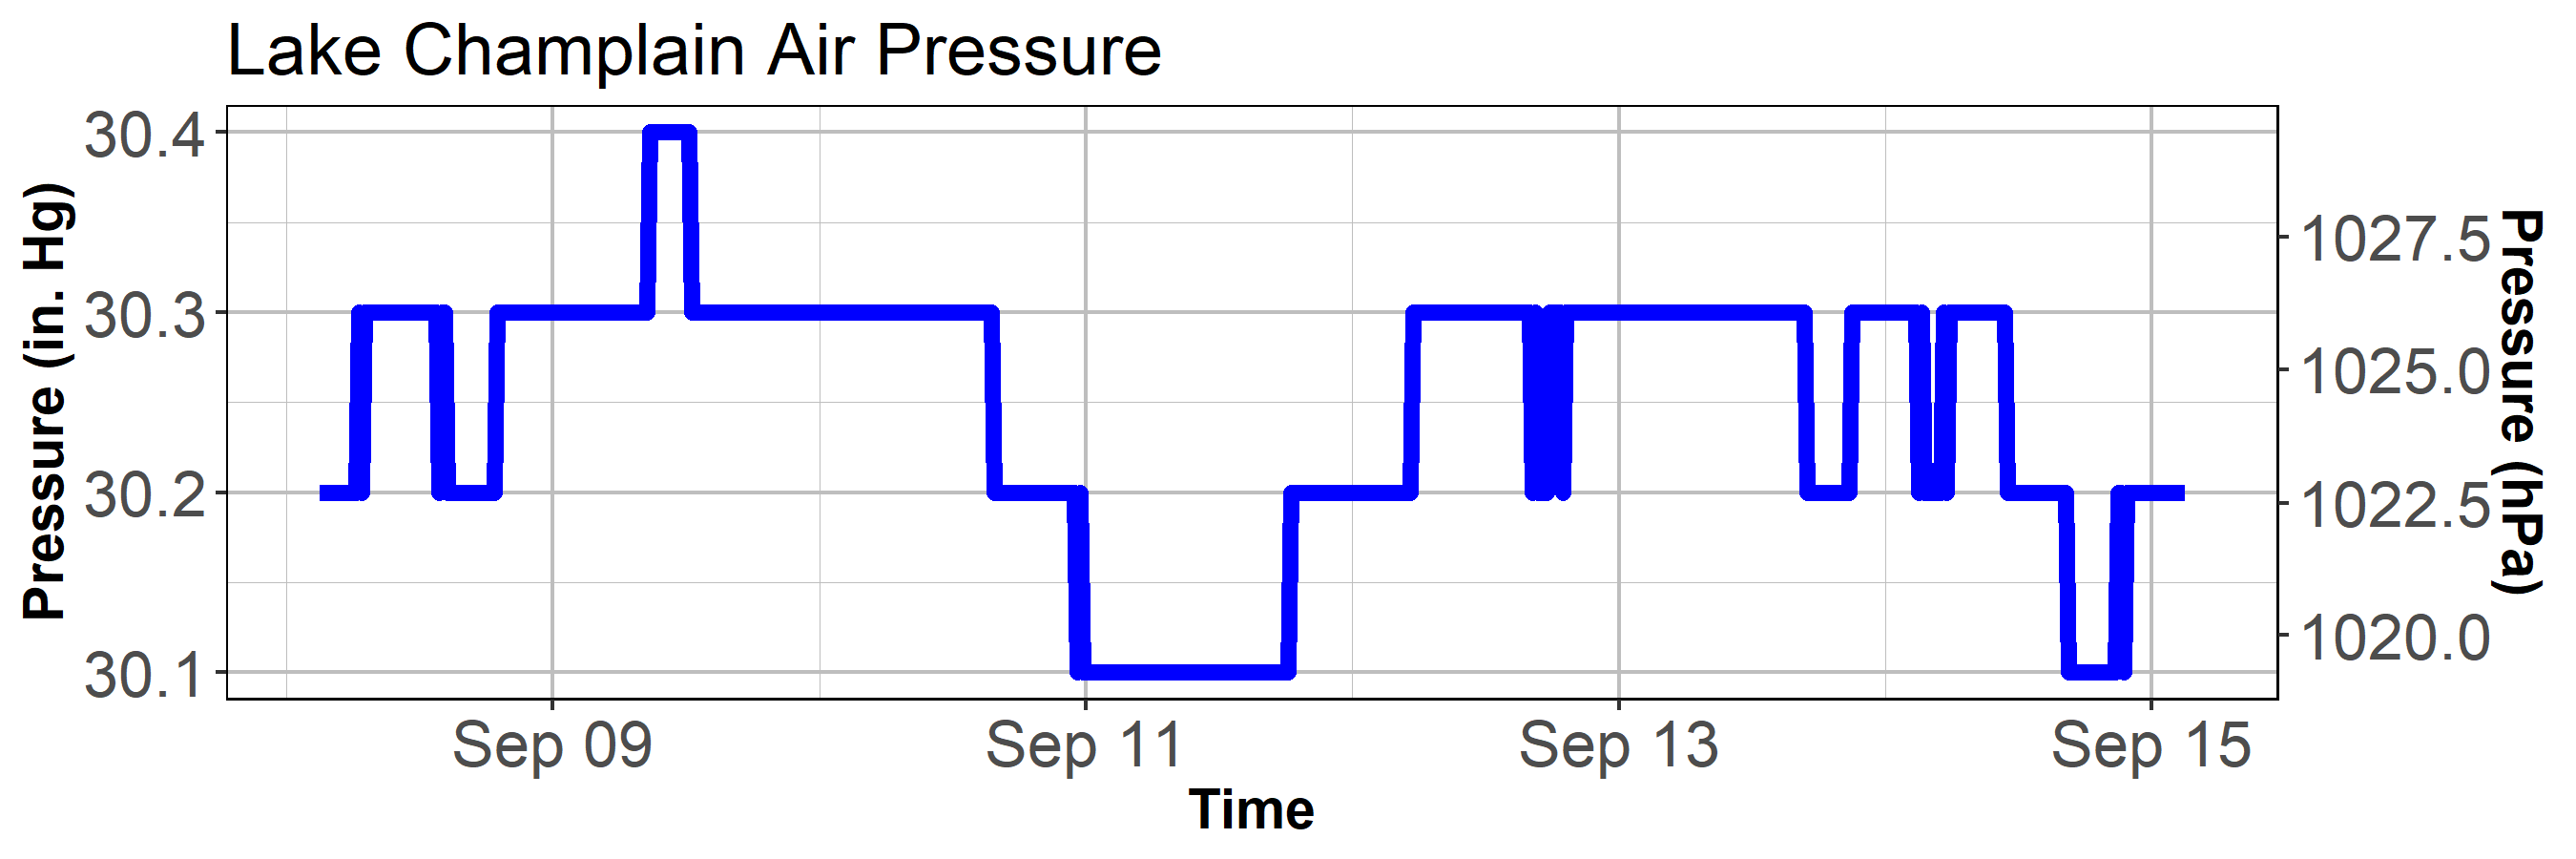 Lake Champlain Air Pressure
Pressure (in. Hg)
30.4
30.3
30.2
30.1
1027.5
1025.0
1022.5
1020.0
Pressure (hPa)
Sep 09
Sep 11
Sep 13
Sep 15
Time